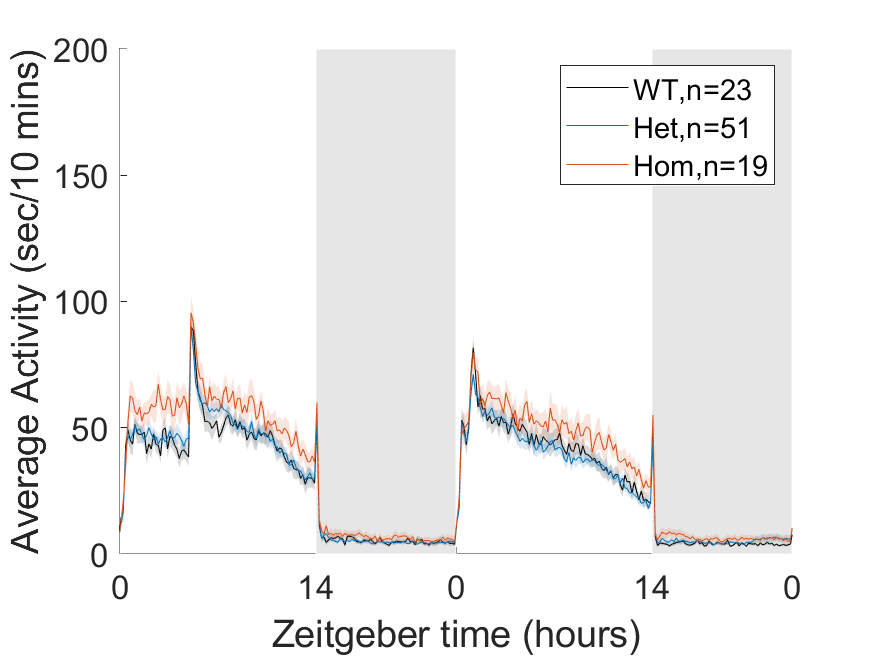 Average Activity (sec/10 mins)
200
150
100
50
0
WT,n=23
Het,n=51
Hom,n=19
0 14 0 14 0
Zeitgeber time (hours)